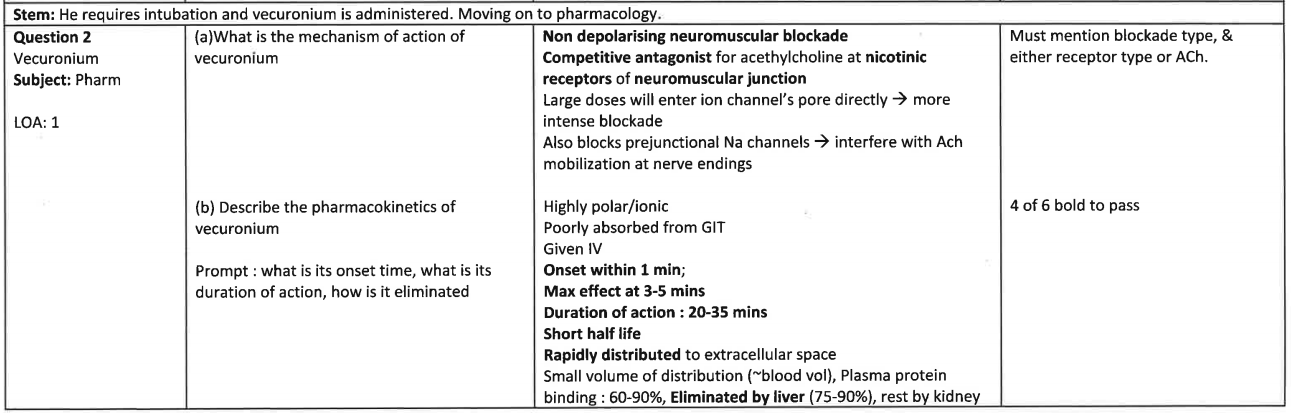 Stem: He requires intubation and vecuronium is administered. Moving on to pharmacology.
Question 2
Vecuronium
Subject: Pharm
LOA: 1
(a)What is the mechanism of action of
vecuronium
Non depolarising neuromuscular blockade
Competitive antagonist for acetylcholine at nicotinic
receptors of neuromuscular junction
Large doses will enter ion channel's pore directly → more
intense blockade
Also blocks prejunctional Na channels → interfere with Ach
mobilization at nerve endings
Must mention blockade type, &
either receptor type or ACh.
(b) Describe the pharmacokinetics of
vecuronium
Prompt : what is its onset time, what is its
duration of action, how is it eliminated
Highly polar/ionic
Poorly absorbed from GIT
Given IV
Onset within 1 min;
Max effect at 3-5 mins
Duration of action : 20-35 mins
Short half life
Rapidly distributed to extracellular space
Small volume of distribution (~blood vol), Plasma protein
binding : 60-90%, Eliminated by liver (75-90%), rest by kidney
4 of 6 bold to pass